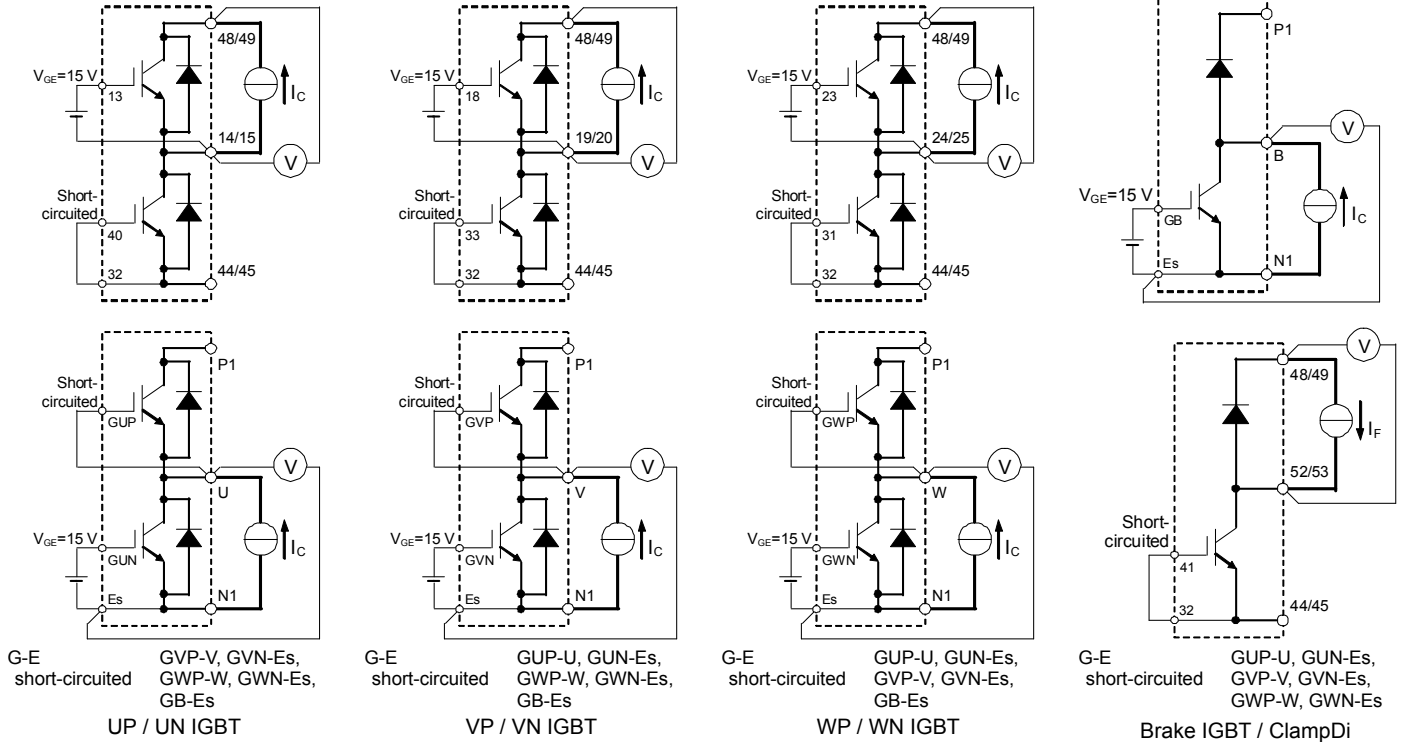 48/49
V_GE=15 V
13
I_C
14/15
V
Short-
circuited
40
32
44/45
48/49
V_GE=15 V
18
I_C
19/20
V
Short-
circuited
33
32
44/45
48/49
V_GE=15 V
23
I_C
24/25
V
Short-
circuited
31
32
44/45
P1
V
B
V_GE=15 V
GB
I_C
Es
N1
P1
Short-
circuited
GUP
V
U
V_GE=15 V
GUN
I_C
Es
N1
P1
Short-
circuited
GVP
V
V
V_GE=15 V
GVN
I_C
Es
N1
P1
Short-
circuited
GWP
V
W
V_GE=15 V
GWN
I_C
Es
N1
V
48/49
I_F
52/53
Short-
circuited
41
32
44/45
G-E GVP-V, GVN-Es,
short-circuited GWP-W, GWN-Es,
GB-Es
UP / UN IGBT
G-E GUP-U, GUN-Es,
short-circuited GWP-W, GWN-Es,
GB-Es
VP / VN IGBT
G-E GUP-U, GUN-Es,
short-circuited GVP-V, GVN-Es,
GB-Es
WP / WN IGBT
G-E GUP-U, GUN-Es,
short-circuited GVP-V, GVN-Es,
GWP-W, GWN-Es
Brake IGBT / ClampDi